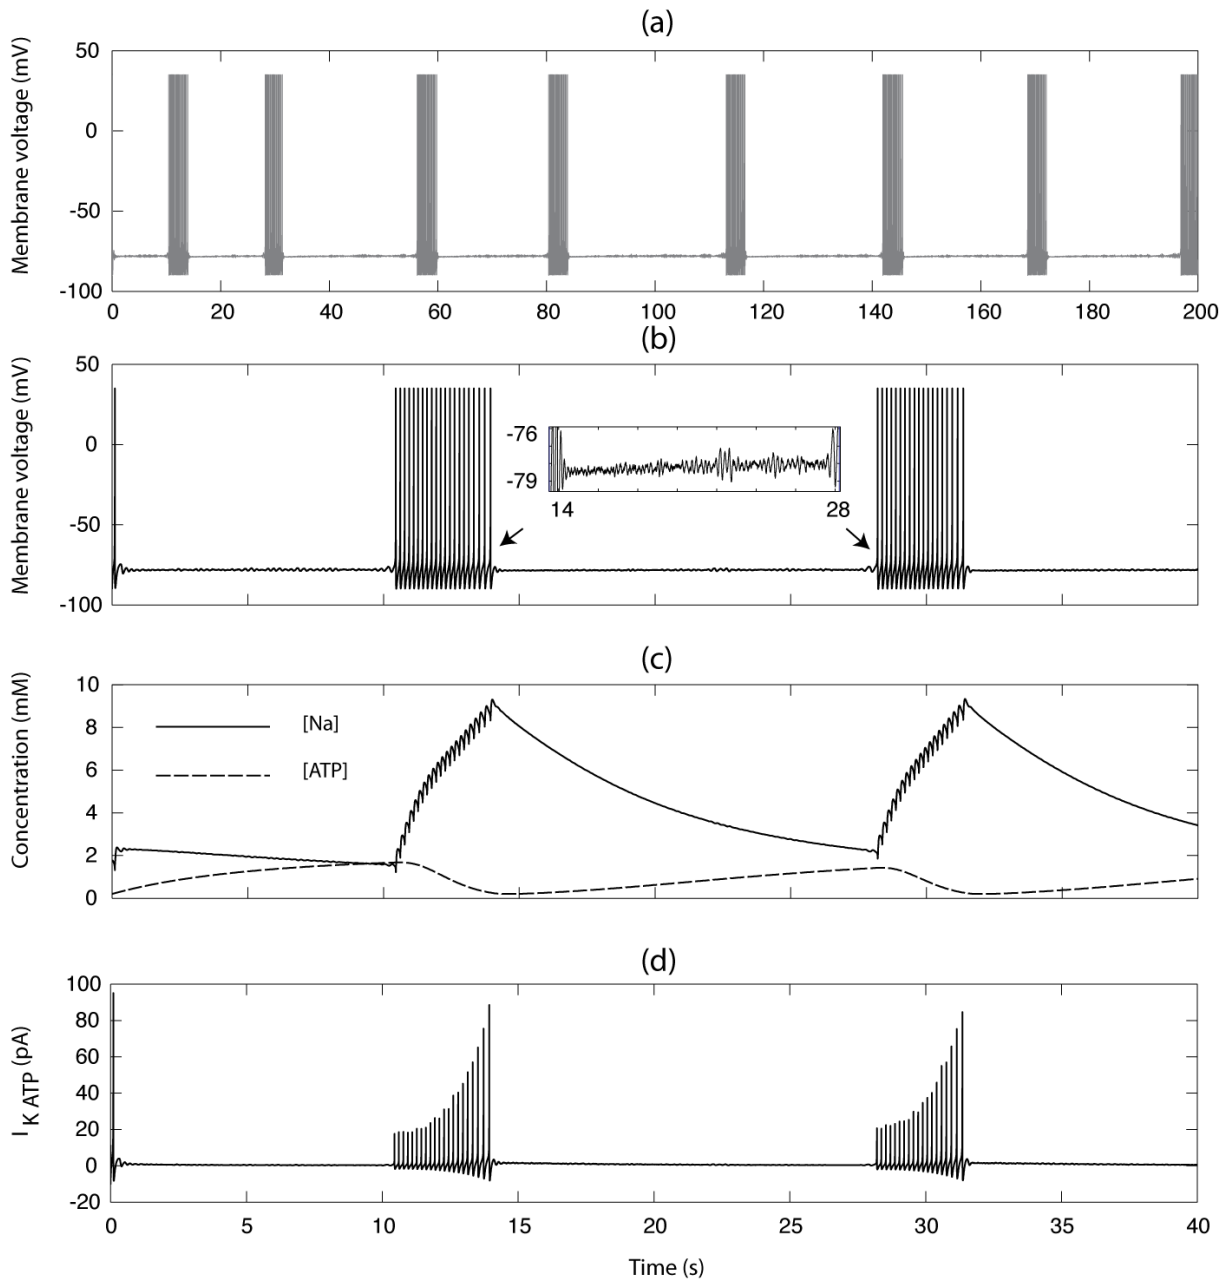 (a)
Membrane voltage (mV)
50
0
-50
-100
0 20 40 60 80 100 120 140 160 180 200
(b)
Membrane voltage (mV)
50
0
-50
-100
-76
-79
14 28
(c)
Concentration (mM)
10
8
6
4
2
0
[Na]
[ATP]
(d)
I K ATP (pA)
100
80
60
40
20
0
-20
0 5 10 15 20 25 30 35 40
Time (s)